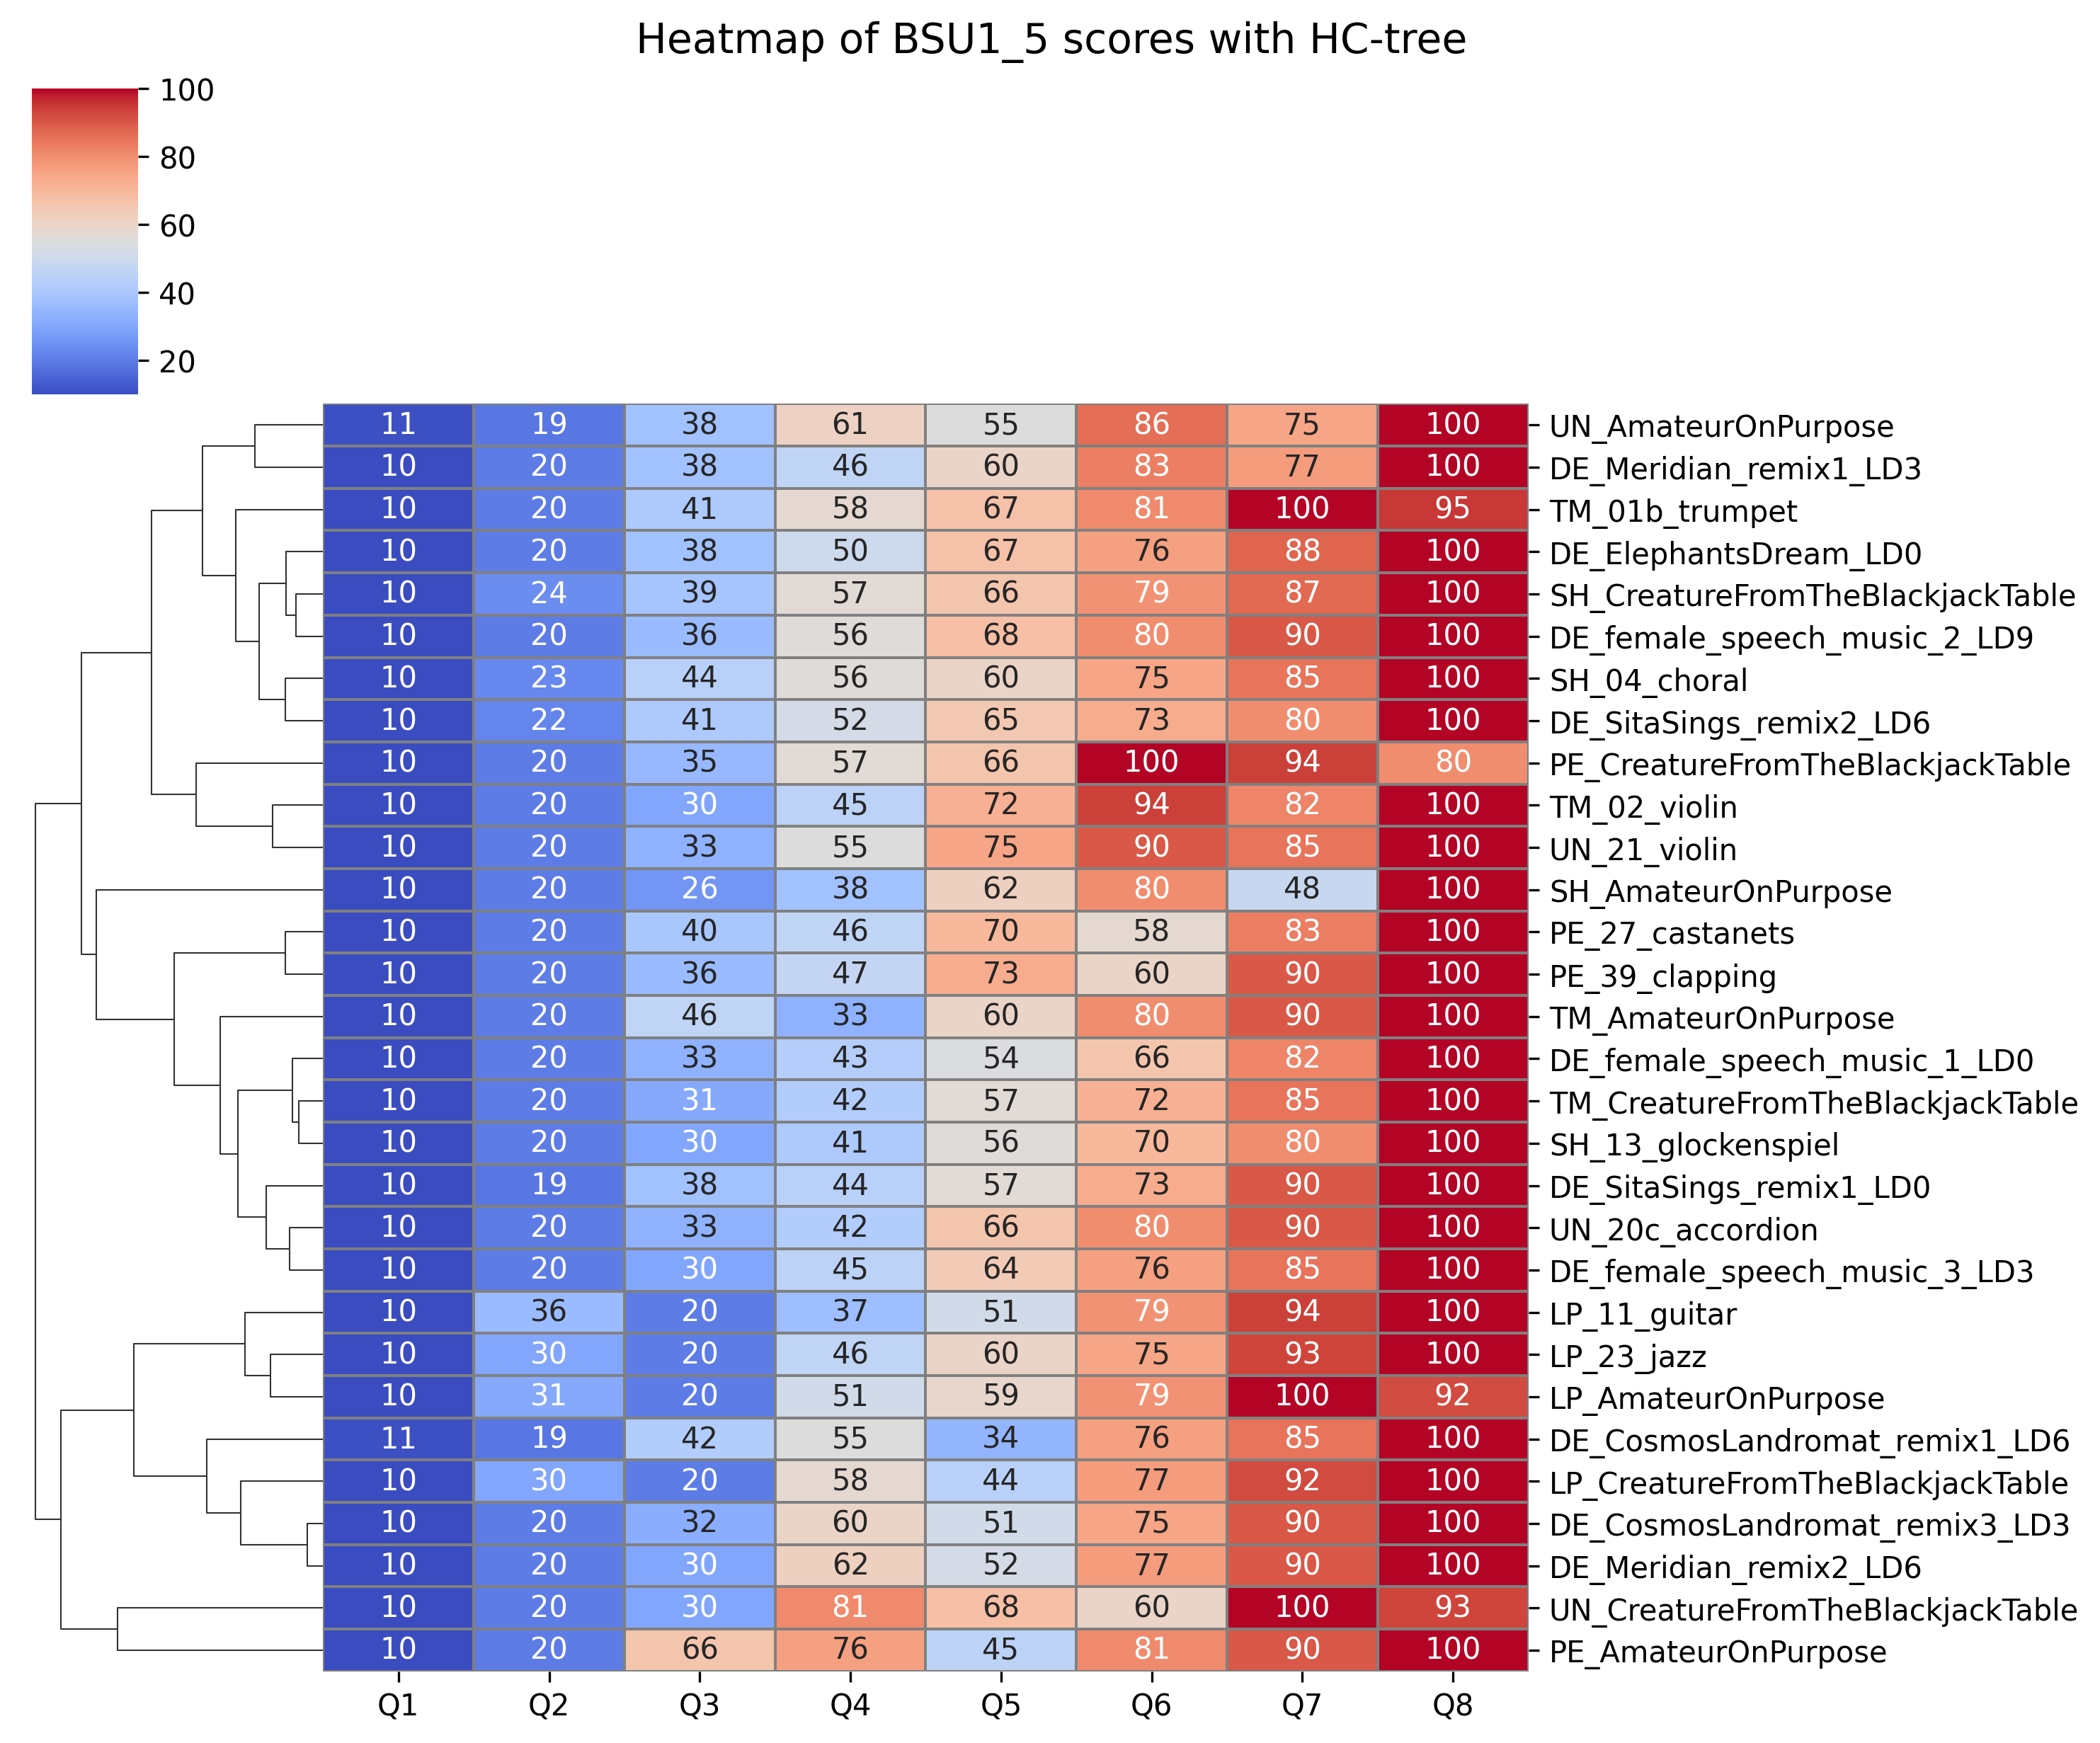 Heatmap of BSU1_5 scores with HC-tree
100
80
60
40
20
11 19 38 61 55 86 75 100 UN_AmateurOnPurpose
10 20 38 46 60 83 77 100 DE_Meridian_remix1_LD3
10 20 41 58 67 81 100 95 TM_01b_trumpet
10 20 38 50 67 76 88 100 DE_ElephantsDream_LD0
10 24 39 57 66 79 87 100 SH_CreatureFromTheBlackjackTable
10 20 36 56 68 80 90 100 DE_female_speech_music_2_LD9
10 23 44 56 60 75 85 100 SH_04_choral
10 22 41 52 65 73 80 100 DE_SitaSings_remix2_LD6
10 20 35 57 66 100 94 80 PE_CreatureFromTheBlackjackTable
10 20 30 45 72 94 82 100 TM_02_violin
10 20 33 55 75 90 85 100 UN_21_violin
10 20 26 38 62 80 48 100 SH_AmateurOnPurpose
10 20 40 46 70 58 83 100 PE_27_castanets
10 20 36 47 73 60 90 100 PE_39_clapping
10 20 46 33 60 80 90 100 TM_AmateurOnPurpose
10 20 33 43 54 66 82 100 DE_female_speech_music_1_LD0
10 20 31 42 57 72 85 100 TM_CreatureFromTheBlackjackTable
10 20 30 41 56 70 80 100 SH_13_glockenspiel
10 19 38 44 57 73 90 100 DE_SitaSings_remix1_LD0
10 20 33 42 66 80 90 100 UN_20c_accordion
10 20 30 45 64 76 85 100 DE_female_speech_music_3_LD3
10 36 20 37 51 79 94 100 LP_11_guitar
10 30 20 46 60 75 93 100 LP_23_jazz
10 31 20 51 59 79 100 92 LP_AmateurOnPurpose
11 19 42 55 34 76 85 100 DE_CosmosLandromat_remix1_LD6
10 30 20 58 44 77 92 100 LP_CreatureFromTheBlackjackTable
10 20 32 60 51 75 90 100 DE_CosmosLandromat_remix3_LD3
10 20 30 62 52 77 90 100 DE_Meridian_remix2_LD6
10 20 30 81 68 60 100 93 UN_CreatureFromTheBlackjackTable
10 20 66 76 45 81 90 100 PE_AmateurOnPurpose
Q1 Q2 Q3 Q4 Q5 Q6 Q7 Q8